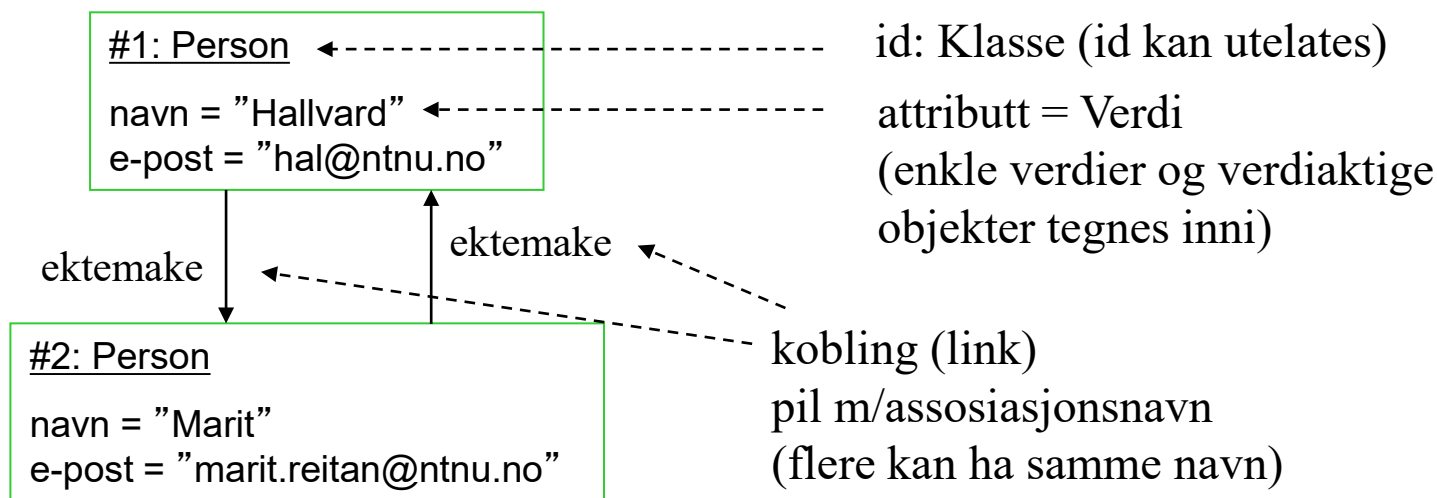 #1: Person
navn = ”Hallvard”
e-post = ”hal@ntnu.no”
id: Klasse (id kan utelates)
attributt = Verdi
(enkle verdier og verdiaktige
objekter tegnes inni)
ektemake
ektemake
#2: Person
navn = ”Marit”
e-post = ”marit.reitan@ntnu.no”
kobling (link)
pil m/assosiasjonsnavn
(flere kan ha samme navn)